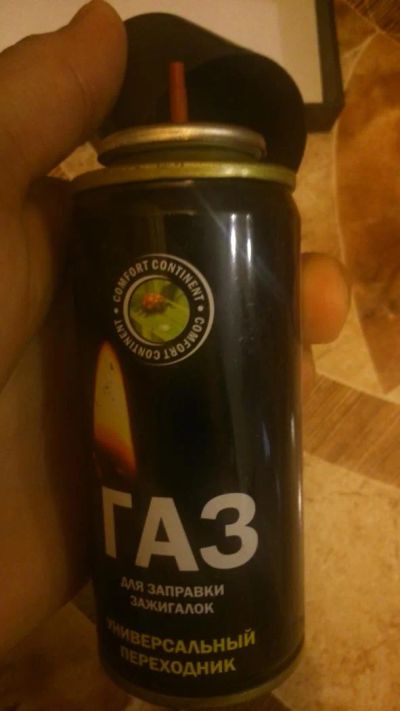 COMFORT CONTINENT • COMFORT CONTINENT •
ГАЗ
ДЛЯ ЗАПРАВКИ
ЗАЖИГАЛОК
УНИВЕРСАЛЬНЫЙ
ПЕРЕХОДНИК